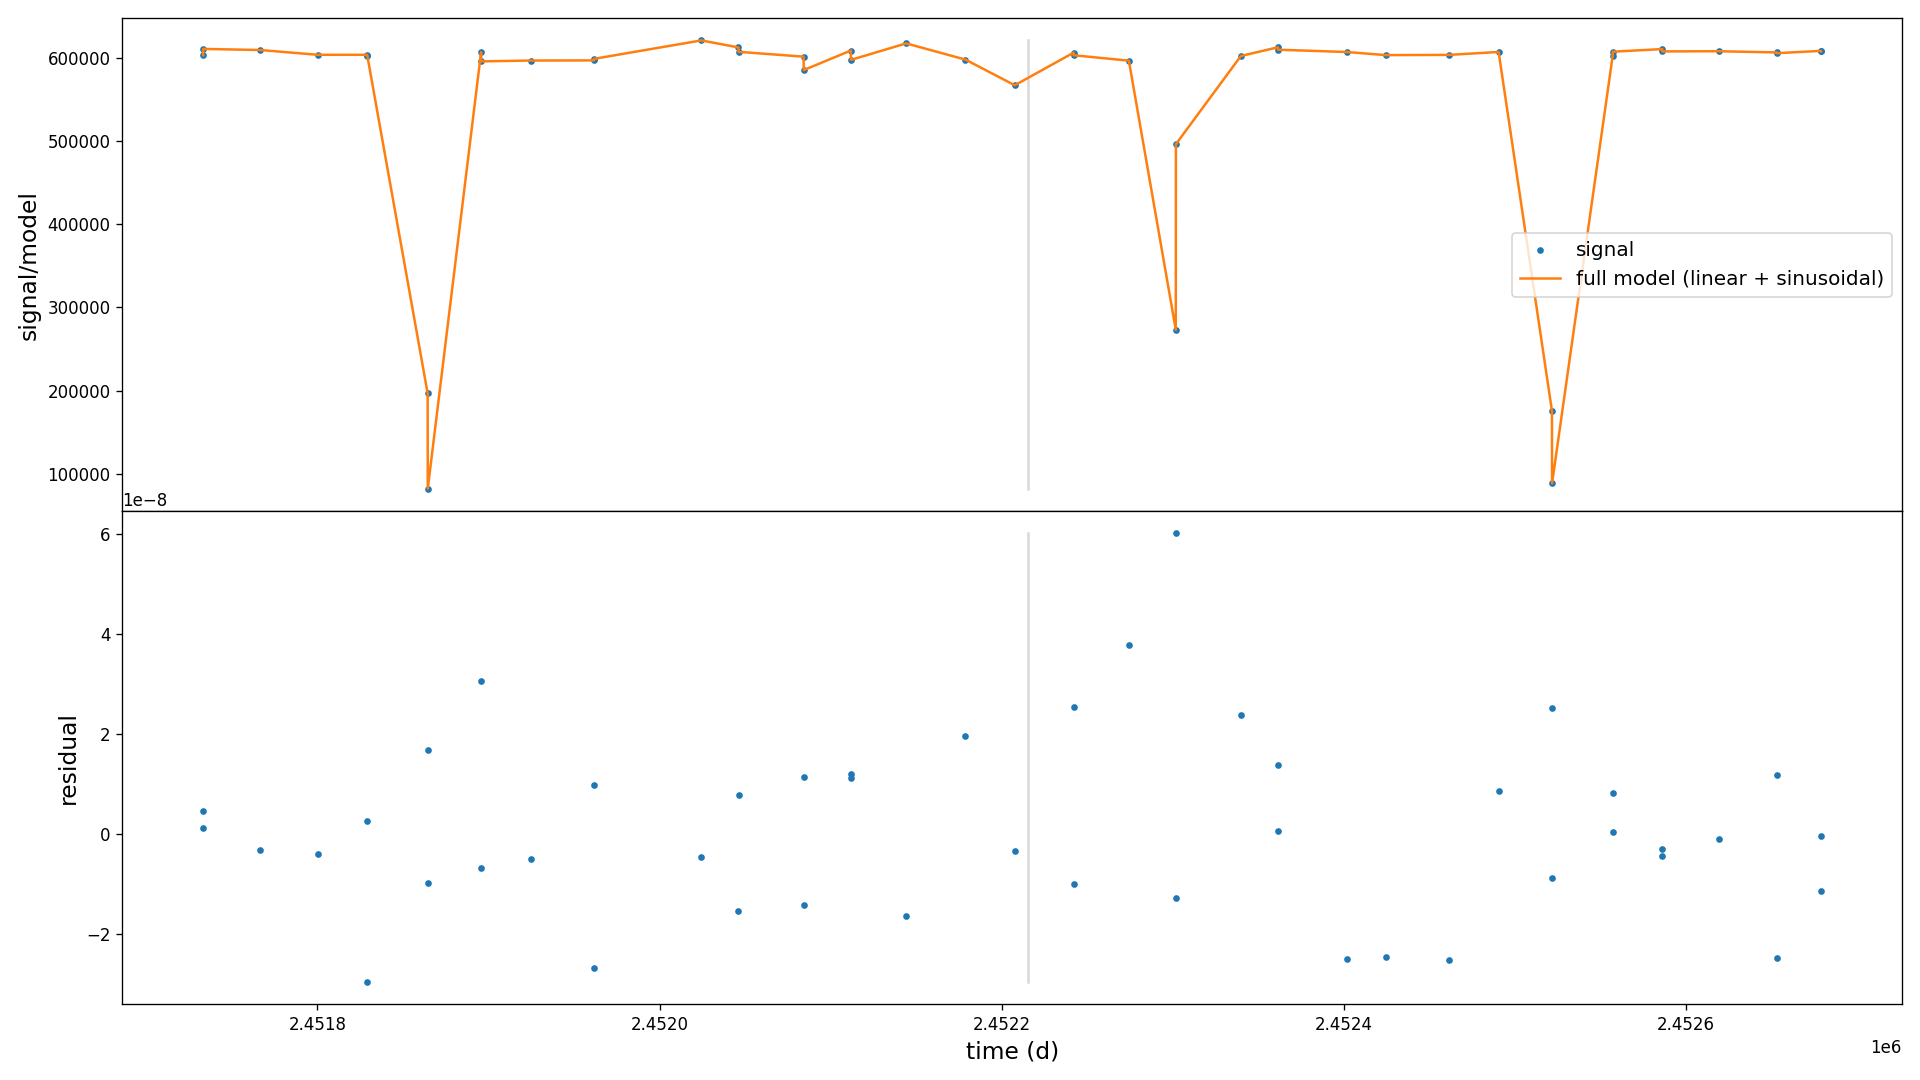 600000
500000
400000
300000
200000
100000
signal/model
signal
full model (linear + sinusoidal)
1e−8
6
4
2
0
−2
residual
2.4518
2.4520
2.4522
2.4524
2.4526
time (d)
1e6